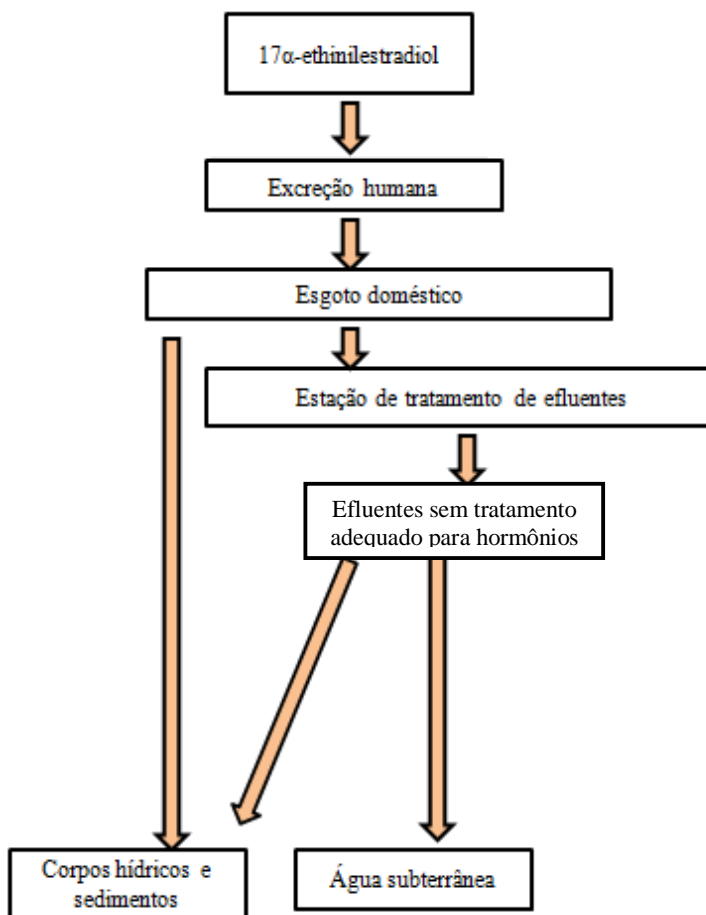 17α-ethinilestradiol
Excreção humana
Esgoto doméstico
Estação de tratamento de efluentes
Efluentes sem tratamento
adequado para hormônios
Corpos hídricos e
sedimentos
Água subterrânea